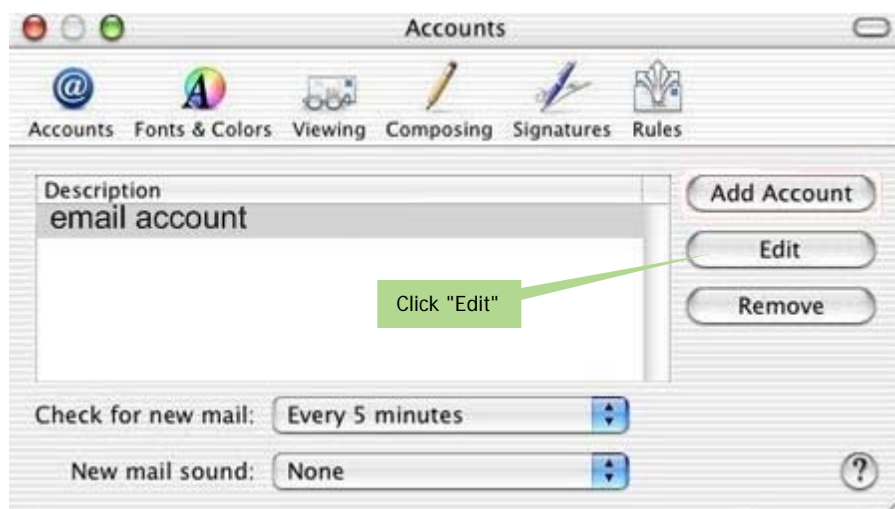 Accounts
Accounts Fonts & Colors Viewing Composing Signatures Rules
Description
email account
Add Account
Edit
Click "Edit"
Remove
Check for new mail: Every 5 minutes
New mail sound: None
?